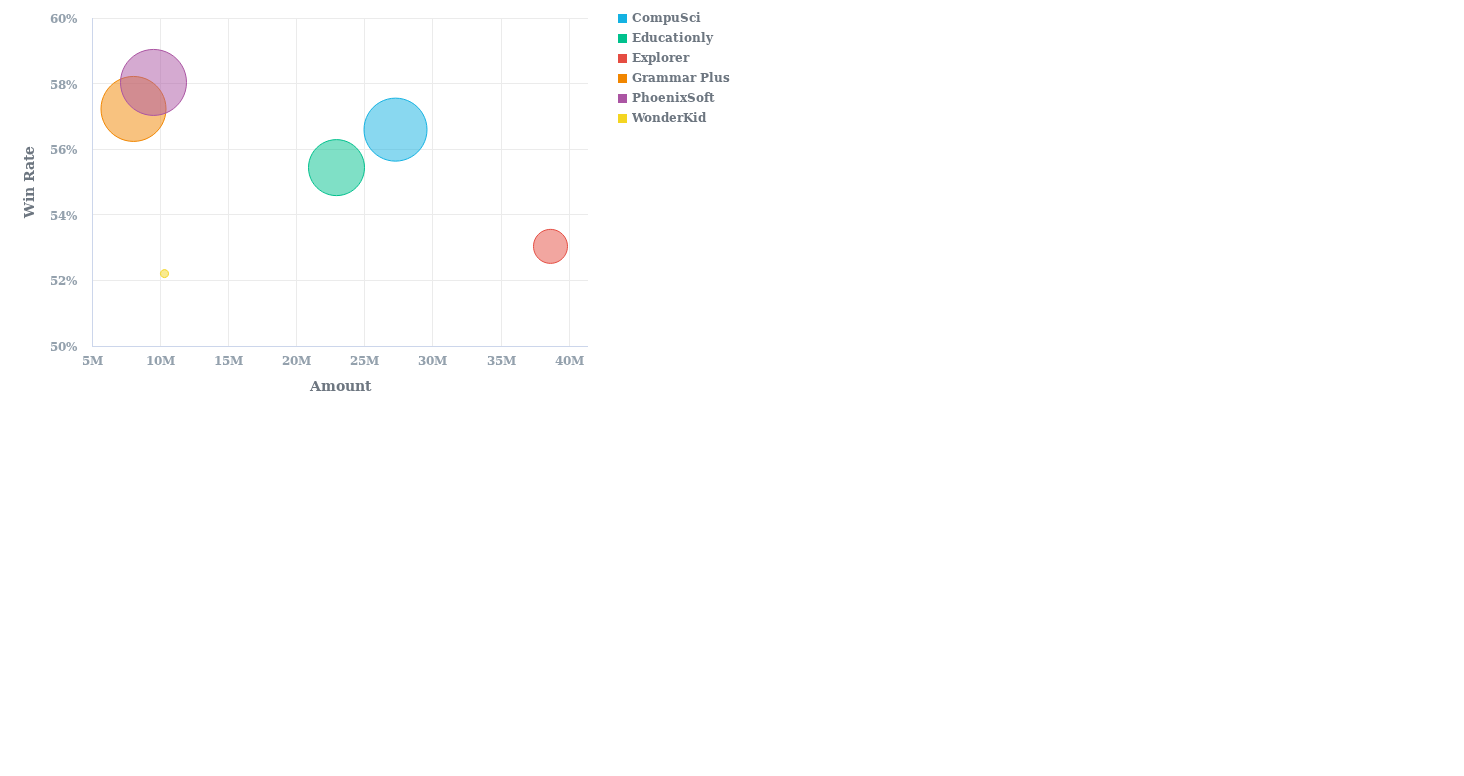 60%
58%
56%
54%
52%
50%
Win Rate
5M 10M 15M 20M 25M 30M 35M 40M
Amount
CompuSci
Educationly
Explorer
Grammar Plus
PhoenixSoft
WonderKid